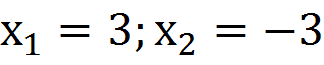 x₁ = 3; x₂ = −3